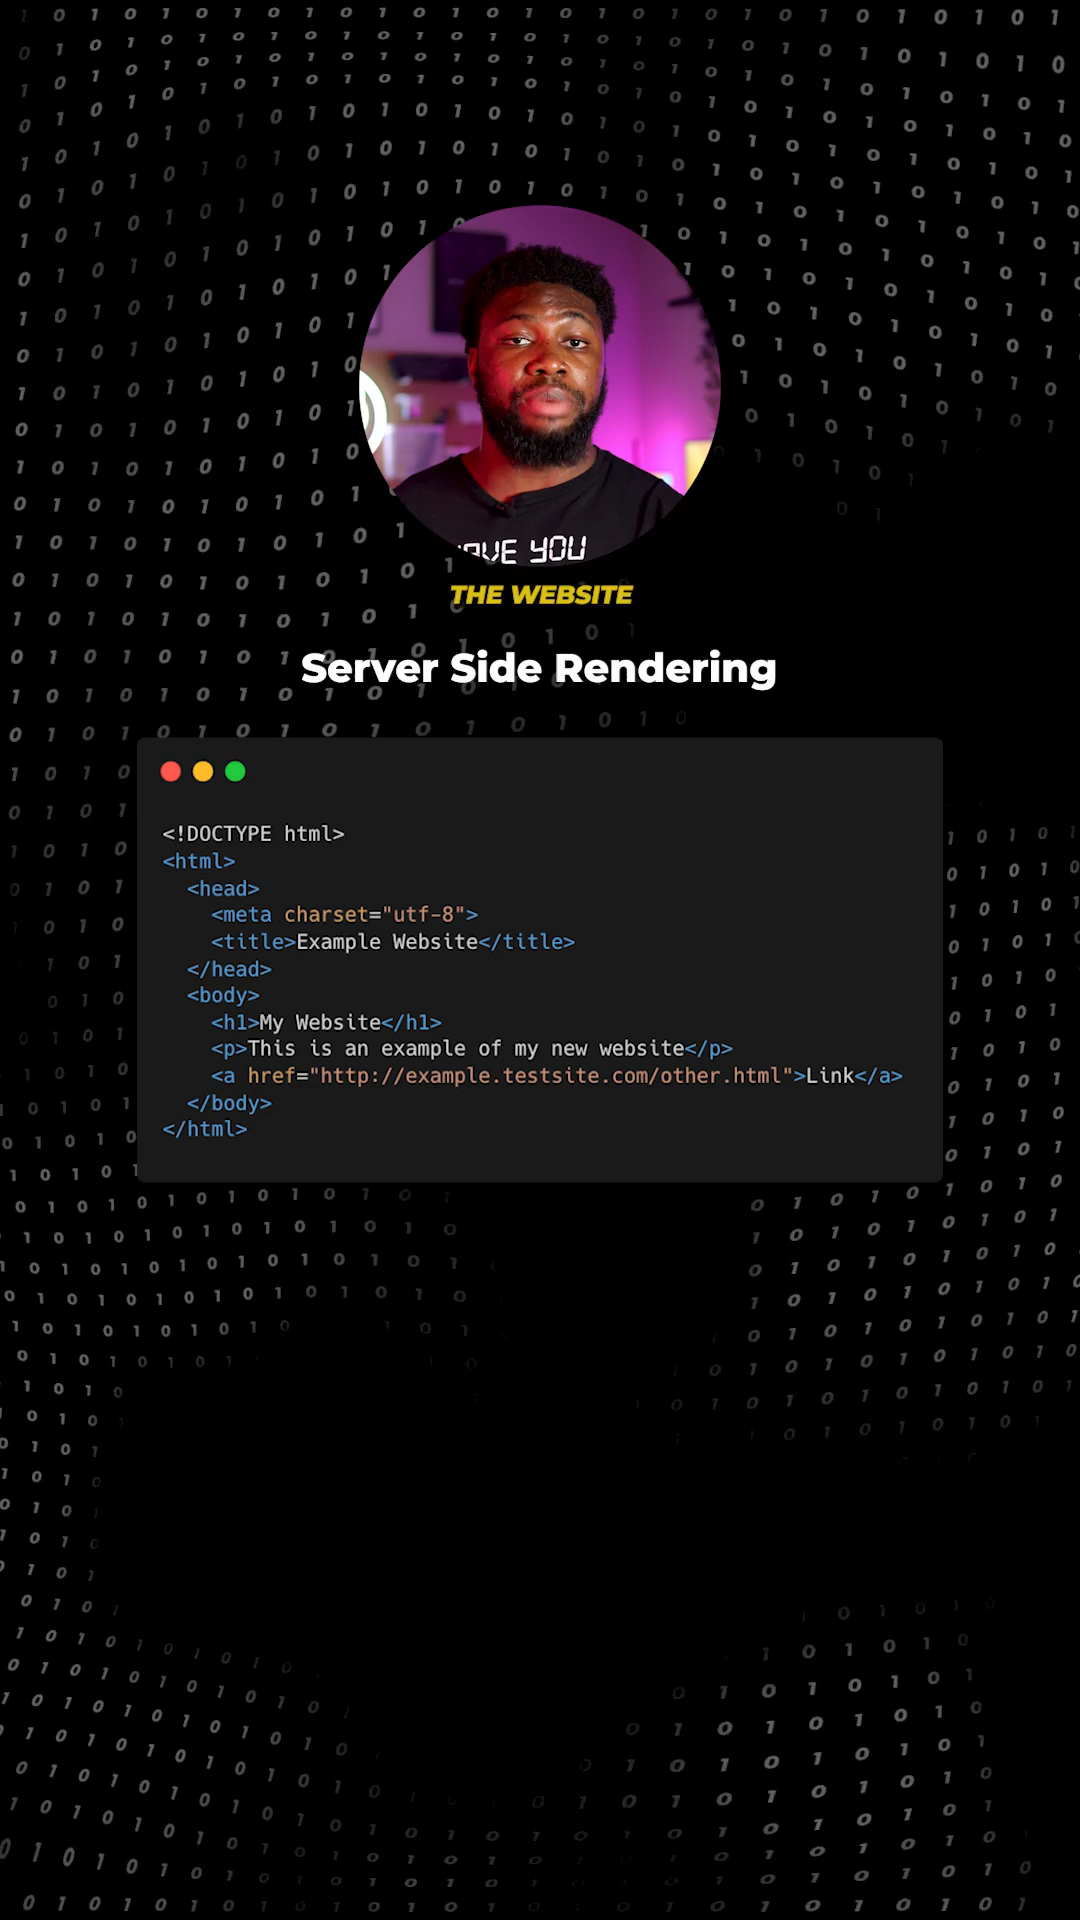 AVE YOU
THE WEBSITE
Server Side Rendering
<!DOCTYPE html>
<html>
  <head>
    <meta charset="utf-8">
    <title>Example Website</title>
  </head>
  <body>
    <h1>My Website</h1>
    <p>This is an example of my new website</p>
    <a href="http://example.testsite.com/other.html">Link</a>
  </body>
</html>